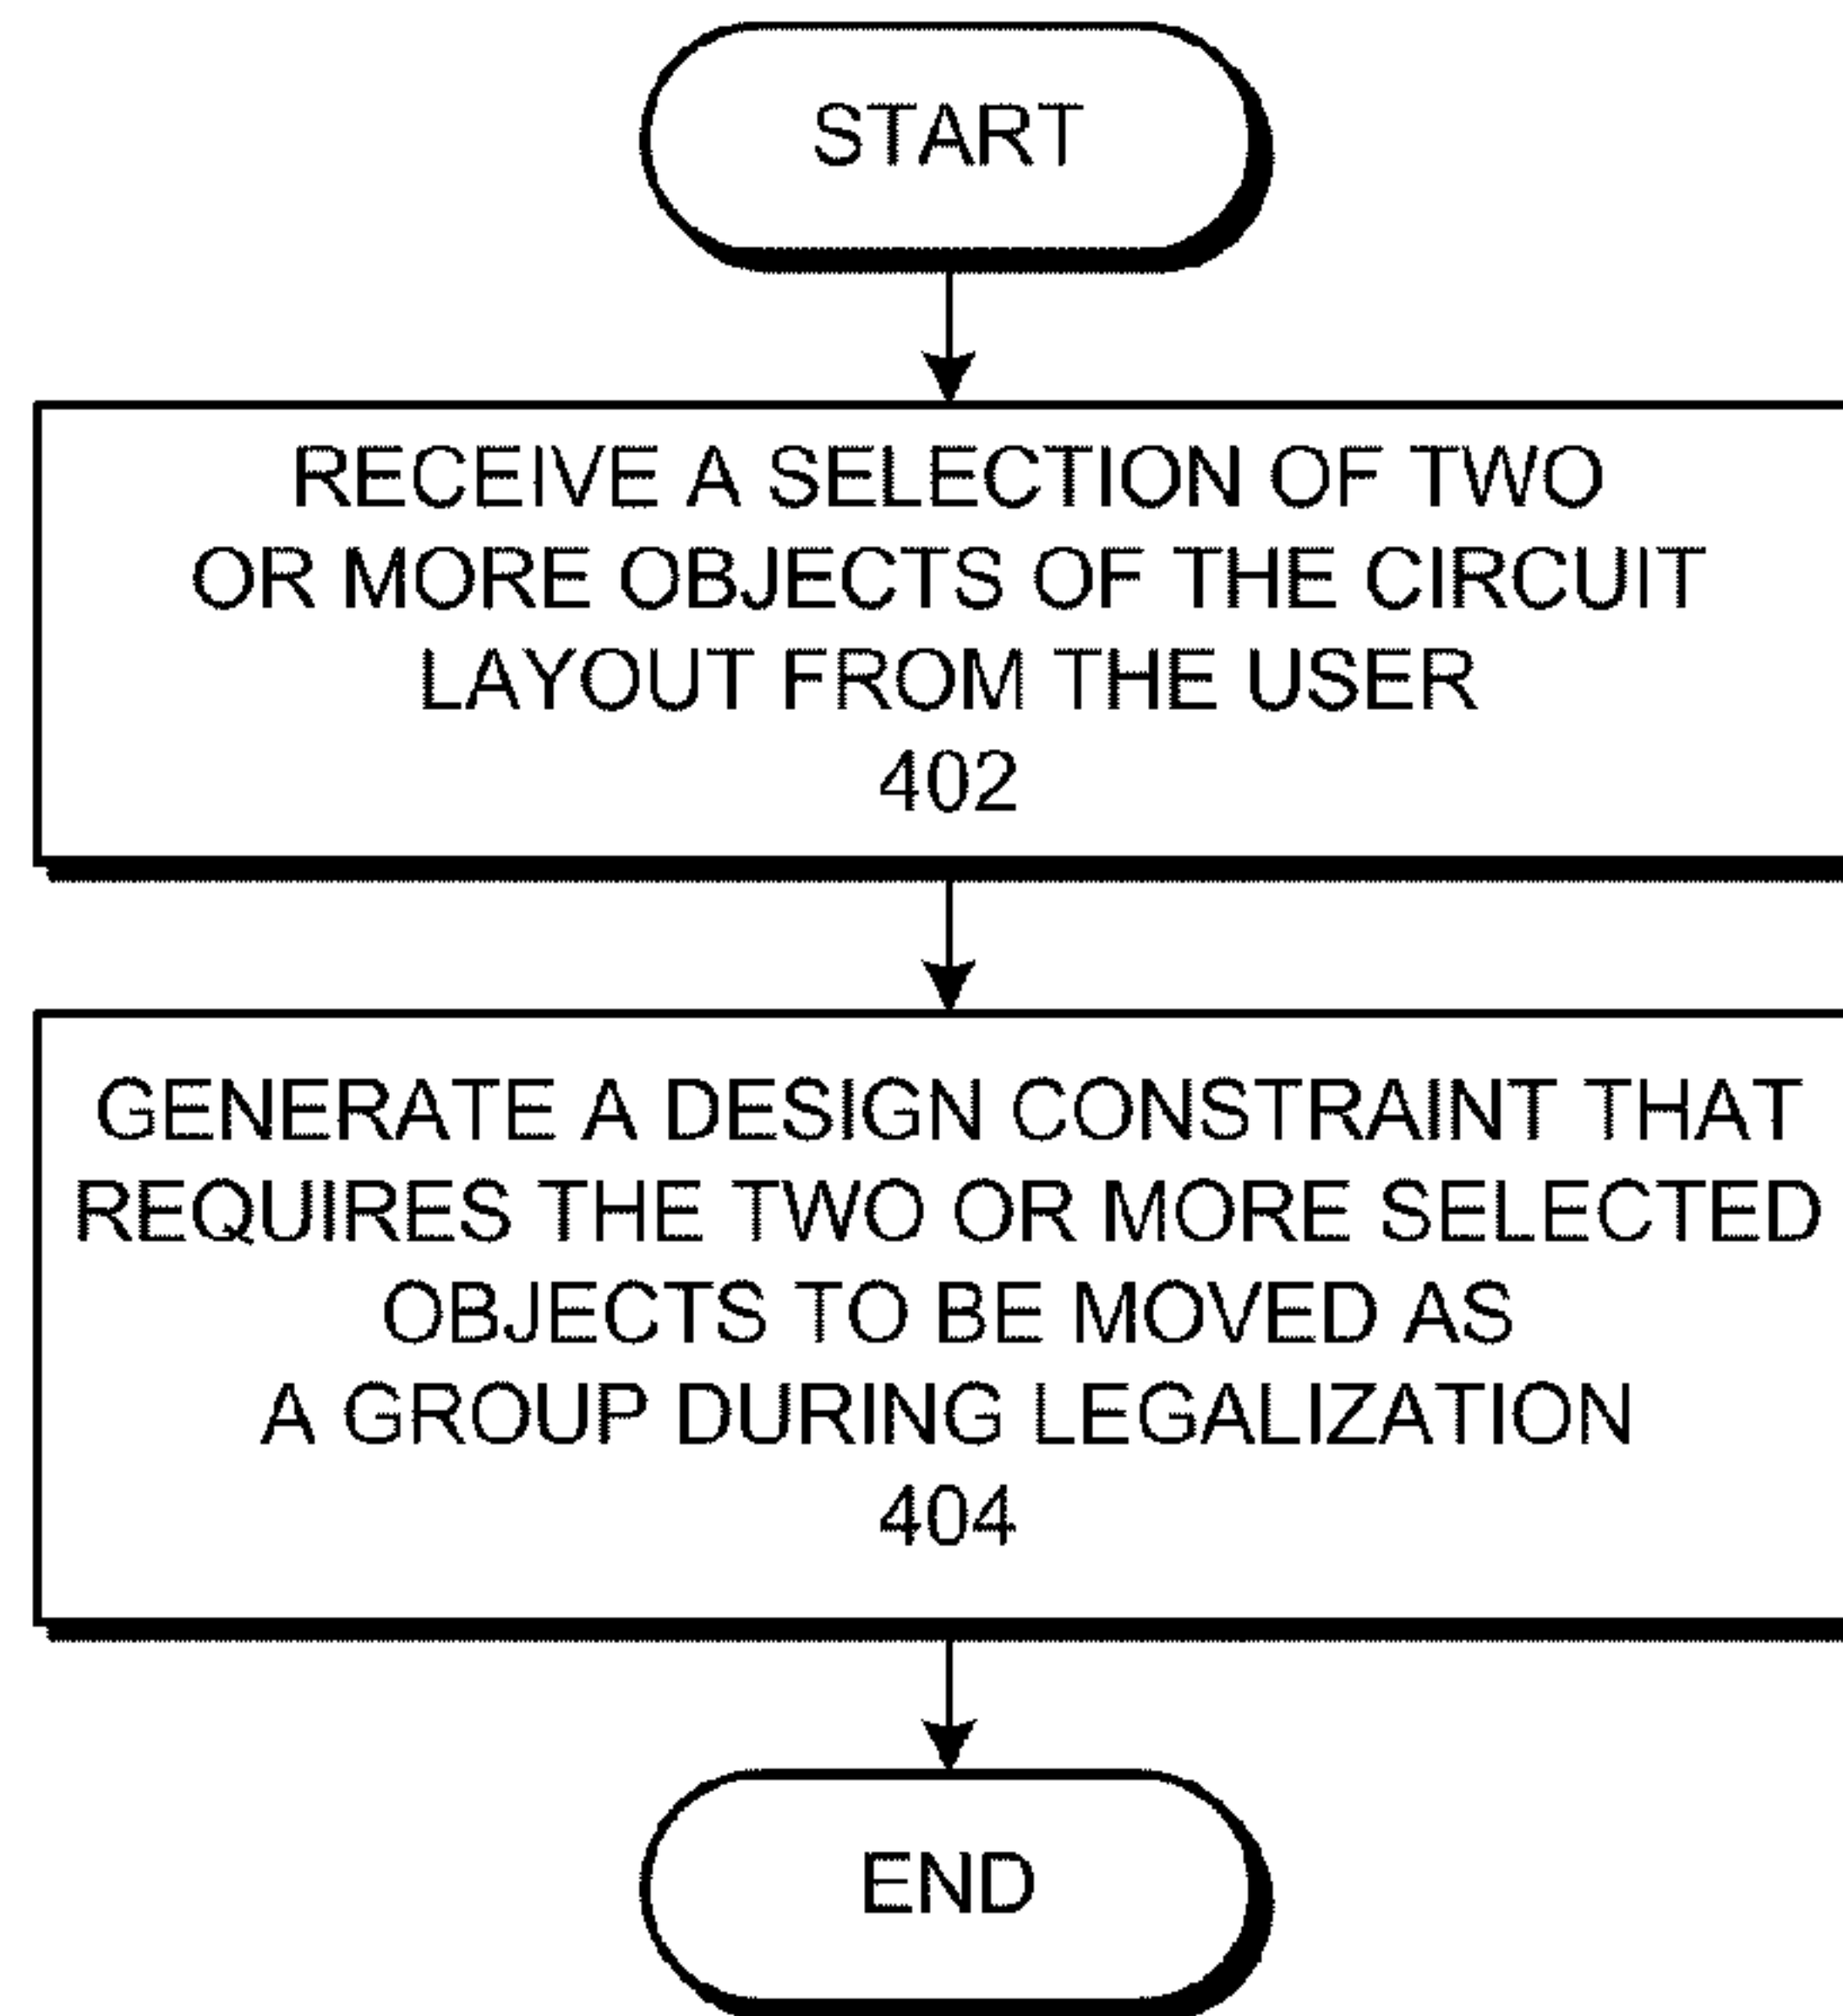 START
RECEIVE A SELECTION OF TWO
OR MORE OBJECTS OF THE CIRCUIT
LAYOUT FROM THE USER
402
GENERATE A DESIGN CONSTRAINT THAT
REQUIRES THE TWO OR MORE SELECTED
OBJECTS TO BE MOVED AS
A GROUP DURING LEGALIZATION
404
END